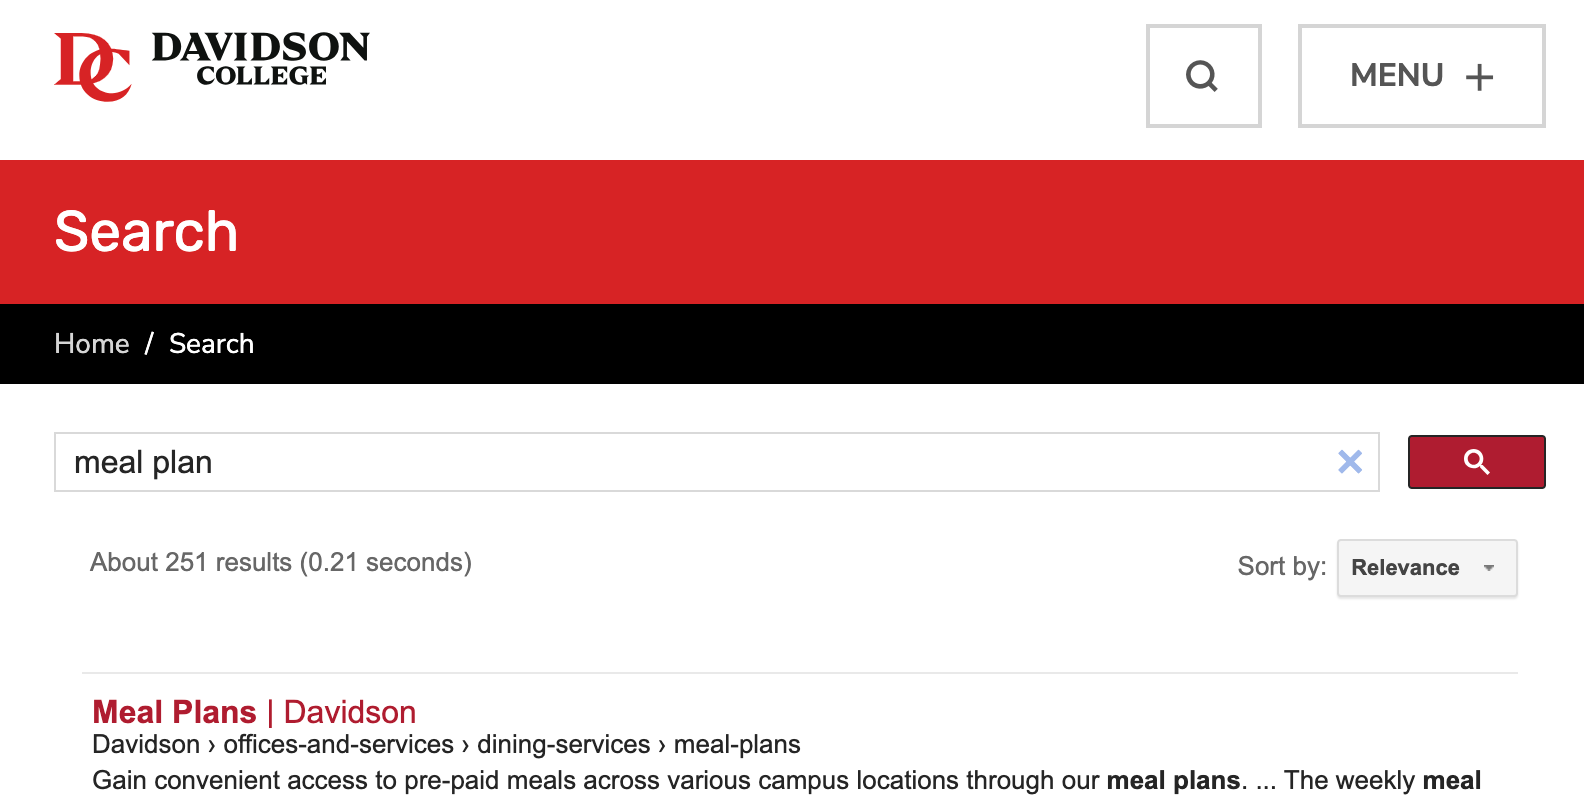 DC DAVIDSON
COLLEGE
MENU +
Search
Home / Search
meal plan
About 251 results (0.21 seconds)
Sort by: Relevance
Meal Plans | Davidson
Davidson › offices-and-services › dining-services › meal-plans
Gain convenient access to pre-paid meals across various campus locations through our meal plans. ... The weekly meal